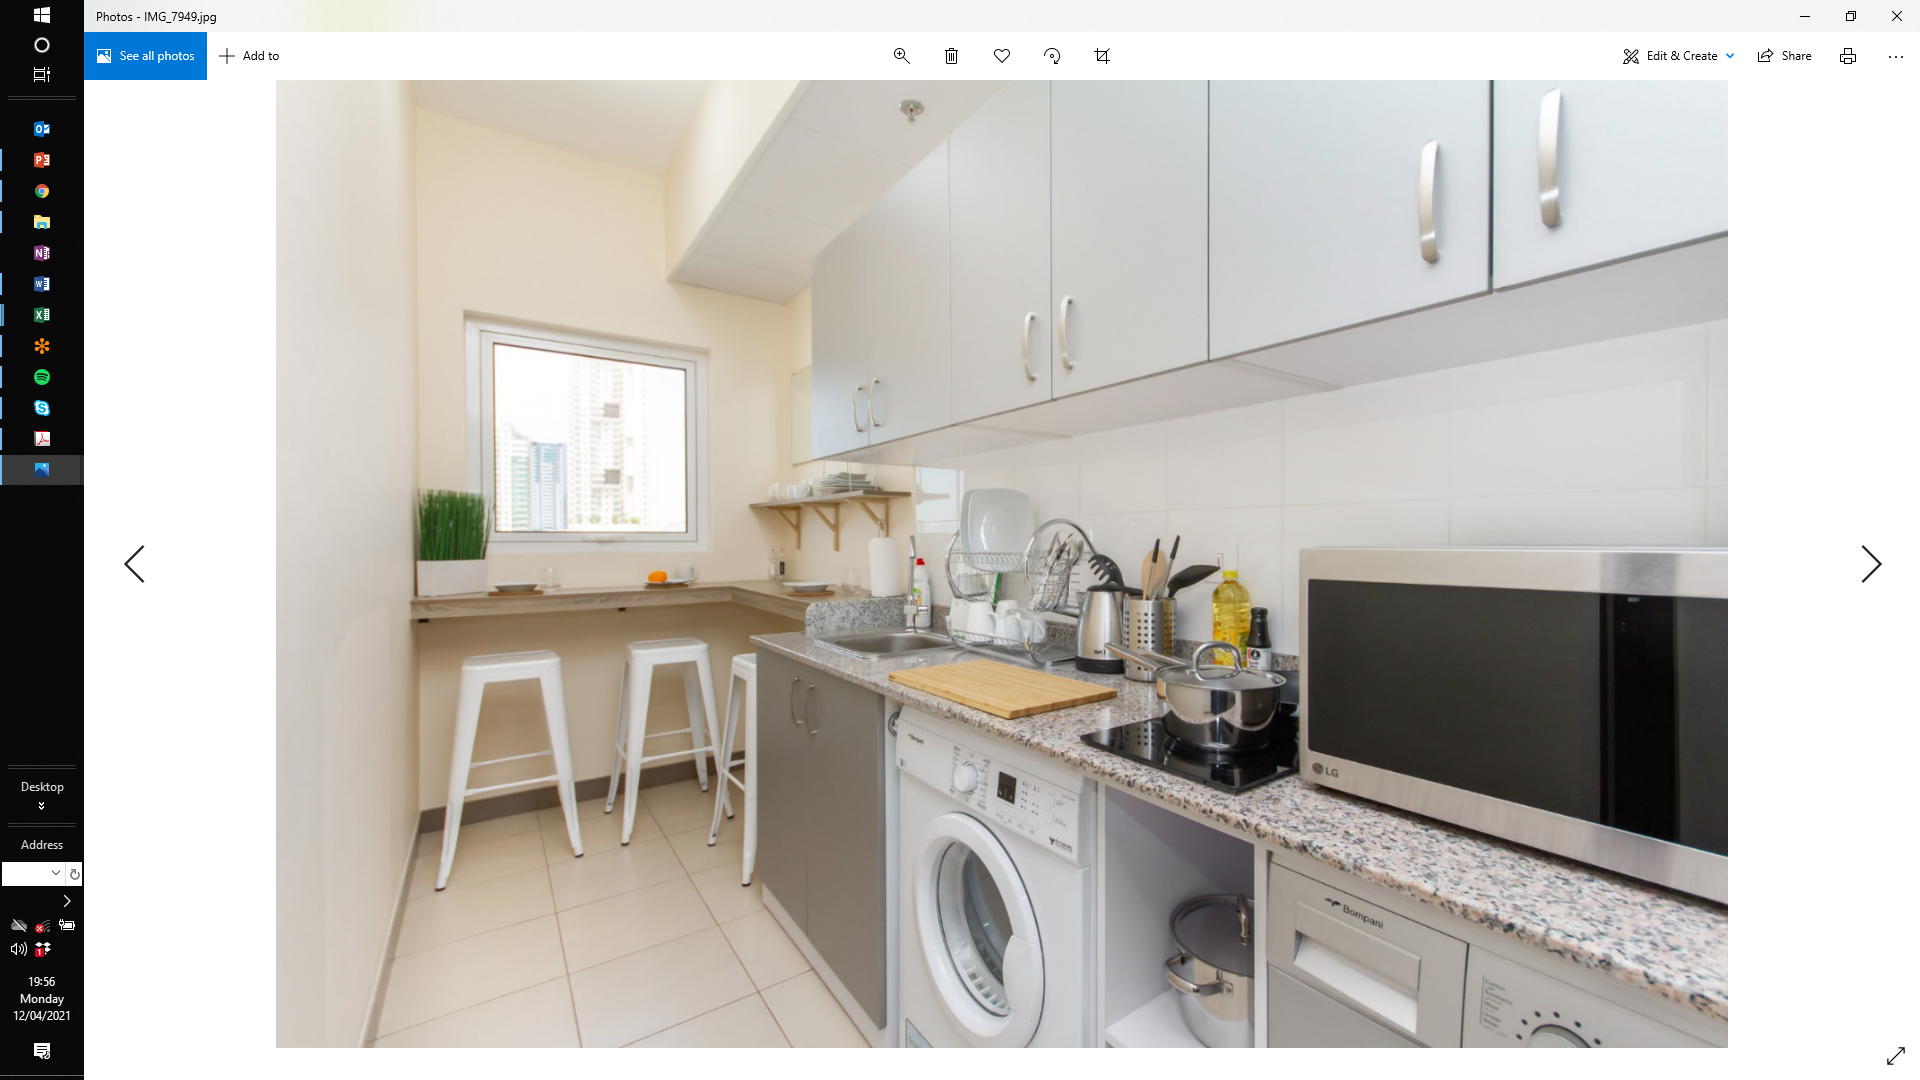 Photos - IMG_7949.jpg
See all photos
Add to
Edit & Create
Share
Desktop
Address
19:56
Monday
12/04/2021
1
LG
Bompani